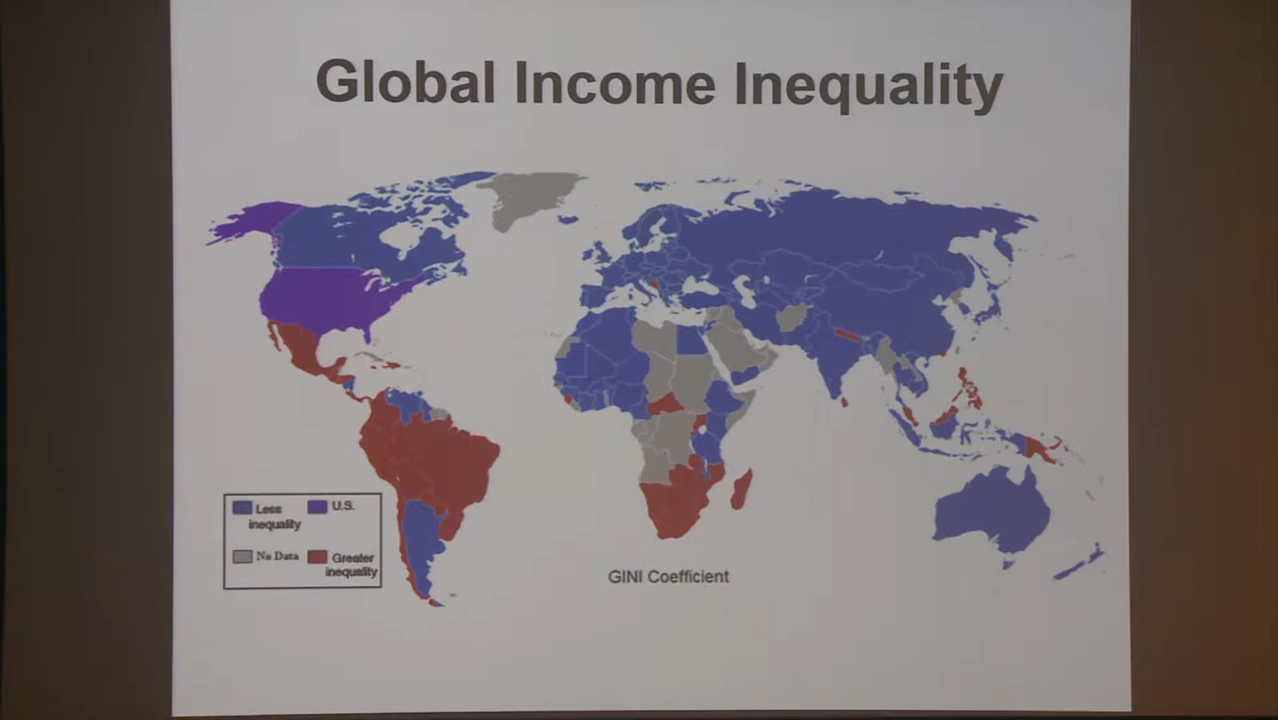 Global Income Inequality
Less
inequality
U.S.
No Data
Greater
inequality
GINI Coefficient